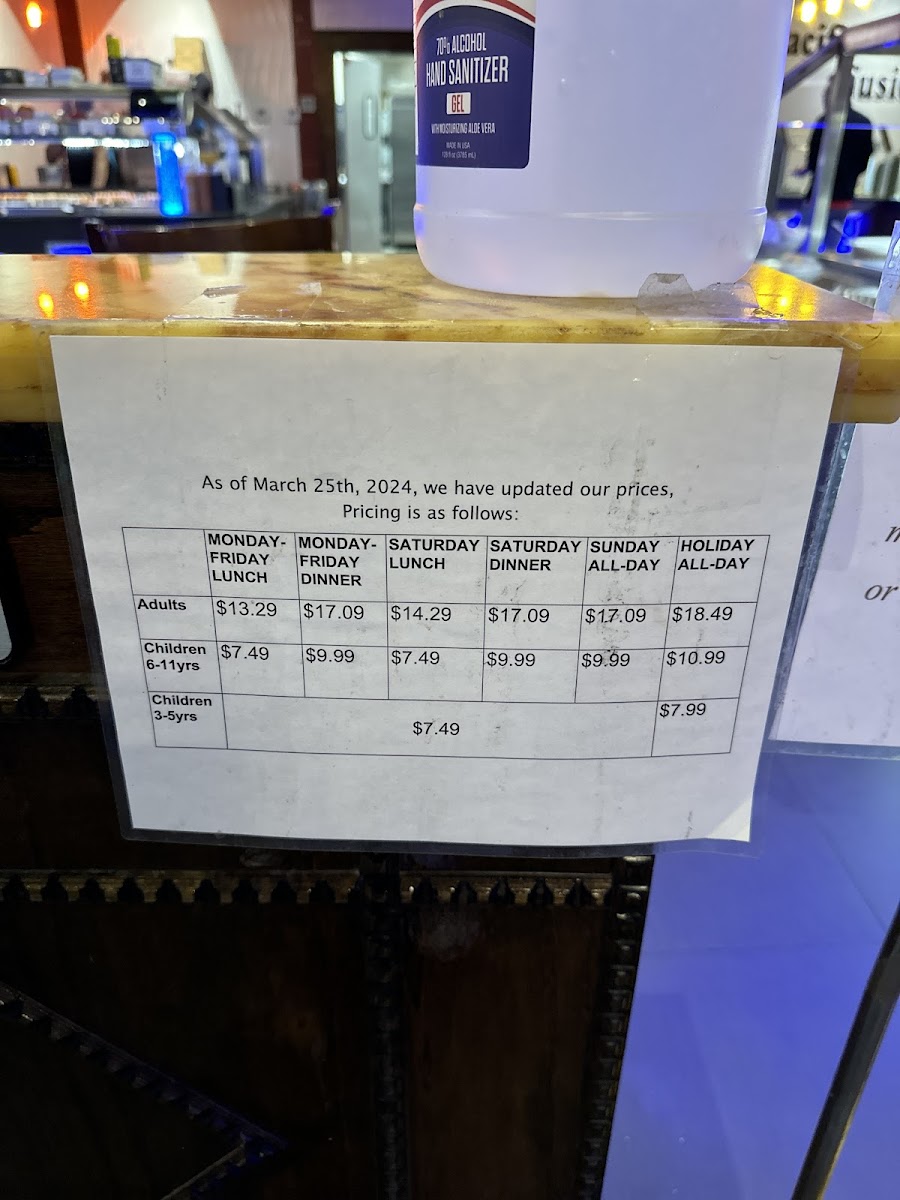 70% ALCOHOL
HAND SANITIZER
GEL
WITH MOISTURIZING ALOE VERA
MADE IN USA
As of March 25th, 2024, we have updated our prices,
Pricing is as follows:
MONDAY-FRIDAY LUNCH MONDAY-FRIDAY DINNER SATURDAY LUNCH SATURDAY DINNER SUNDAY ALL-DAY HOLIDAY ALL-DAY
Adults $13.29 $17.09 $14.29 $17.09 $17.09 $18.49
Children 6-11yrs $7.49 $9.99 $7.49 $9.99 $9.99 $10.99
Children 3-5yrs $7.49 $7.99
or